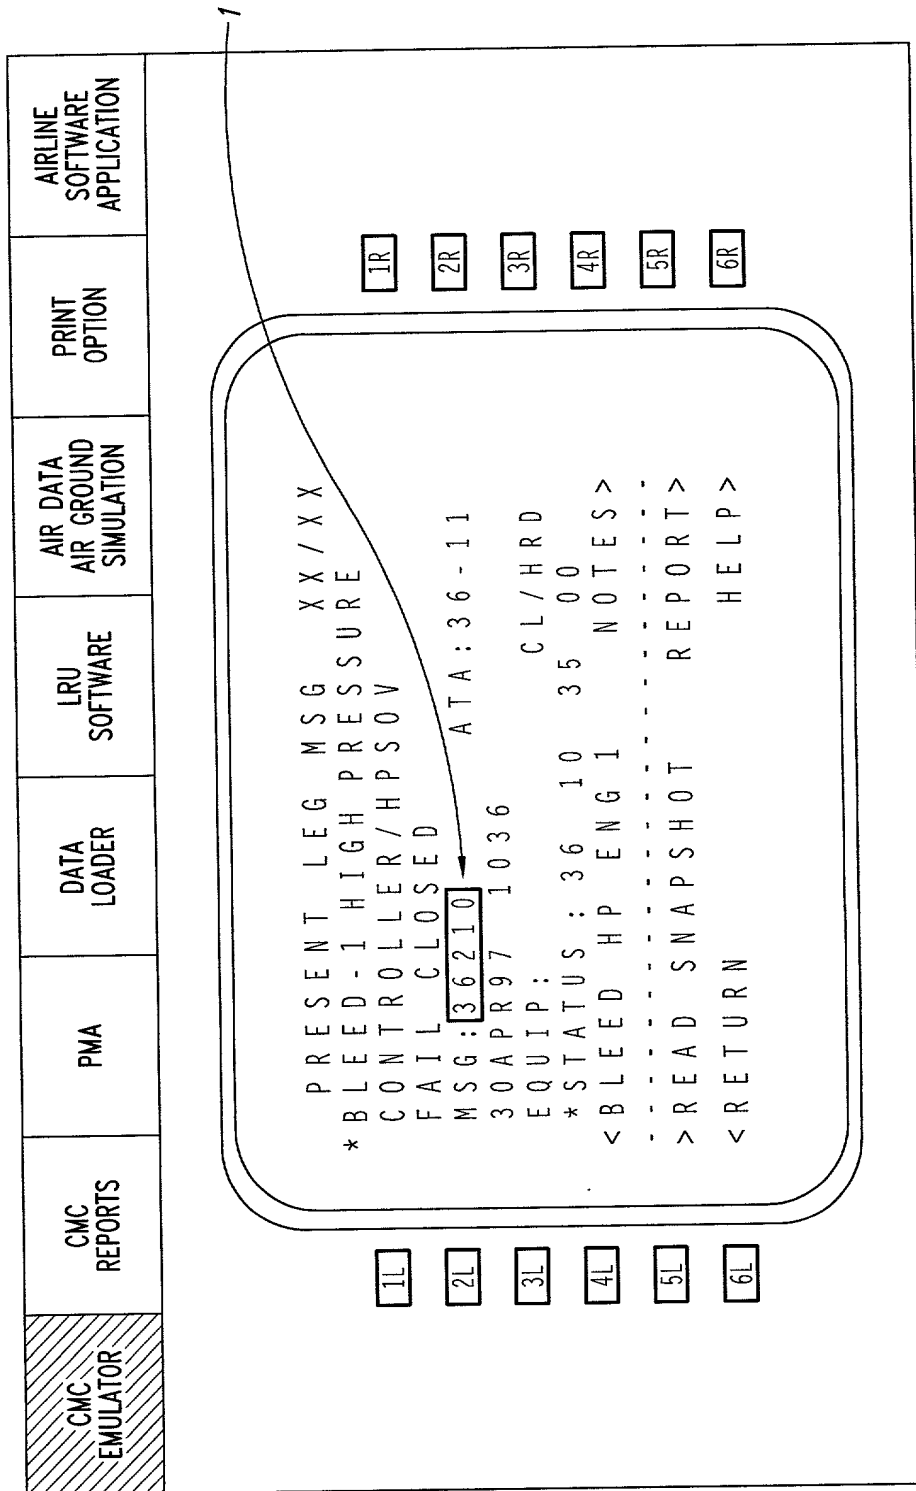 1
CMC
EMULATOR
CMC
REPORTS
PMA
DATA
LOADER
LRU
SOFTWARE
AIR DATA
AIR GROUND
SIMULATION
PRINT
OPTION
AIRLINE
SOFTWARE
APPLICATION
PRESENT LEG MSG XX/XX
*BLEED-1 HIGH PRESSURE
CONTROLLER/HPSOV
FAIL CLOSED
MSG:36210 ATA:36-11
30APR97 1036
EQUIP: CL/HRD
*STATUS: 36 10 35 00
<BLEED HP ENG1 NOTES>
------------------------
>READ SNAPSHOT REPORT>
<RETURN HELP>
1L
2L
3L
4L
5L
6L
1R
2R
3R
4R
5R
6R